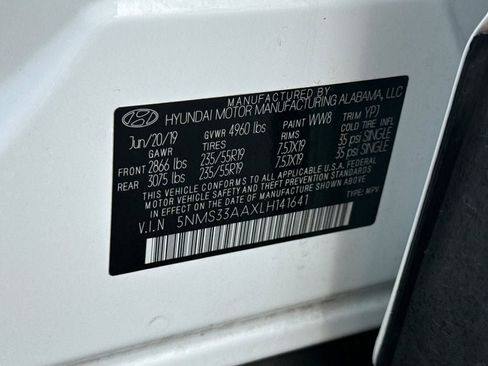 MANUFACTURED BY
HYUNDAI MOTOR MANUFACTURING ALABAMA, LLC
Jun/20/19 GVWR 4960 lbs PAINT WW8 TRIM YPJ
GAWR TIRES RIMS COLD TIRE INFL.
FRONT 2866 lbs 235/55R19 7.5JX19 35 psi SINGLE
REAR 3075 lbs 235/55R19 7.5JX19 35 psi SINGLE
THIS VEHICLE CONFORMS TO ALL APPLICABLE U.S.A FEDERAL
MOTOR VEHICLE SAFETY AND THEFT PREVENTION STANDARDS
IN EFFECT ON THE DATE OF MANUFACTURE SHOWN ABOVE.
V.I.N 5NMS33AAXLH141641 TYPE: MPV